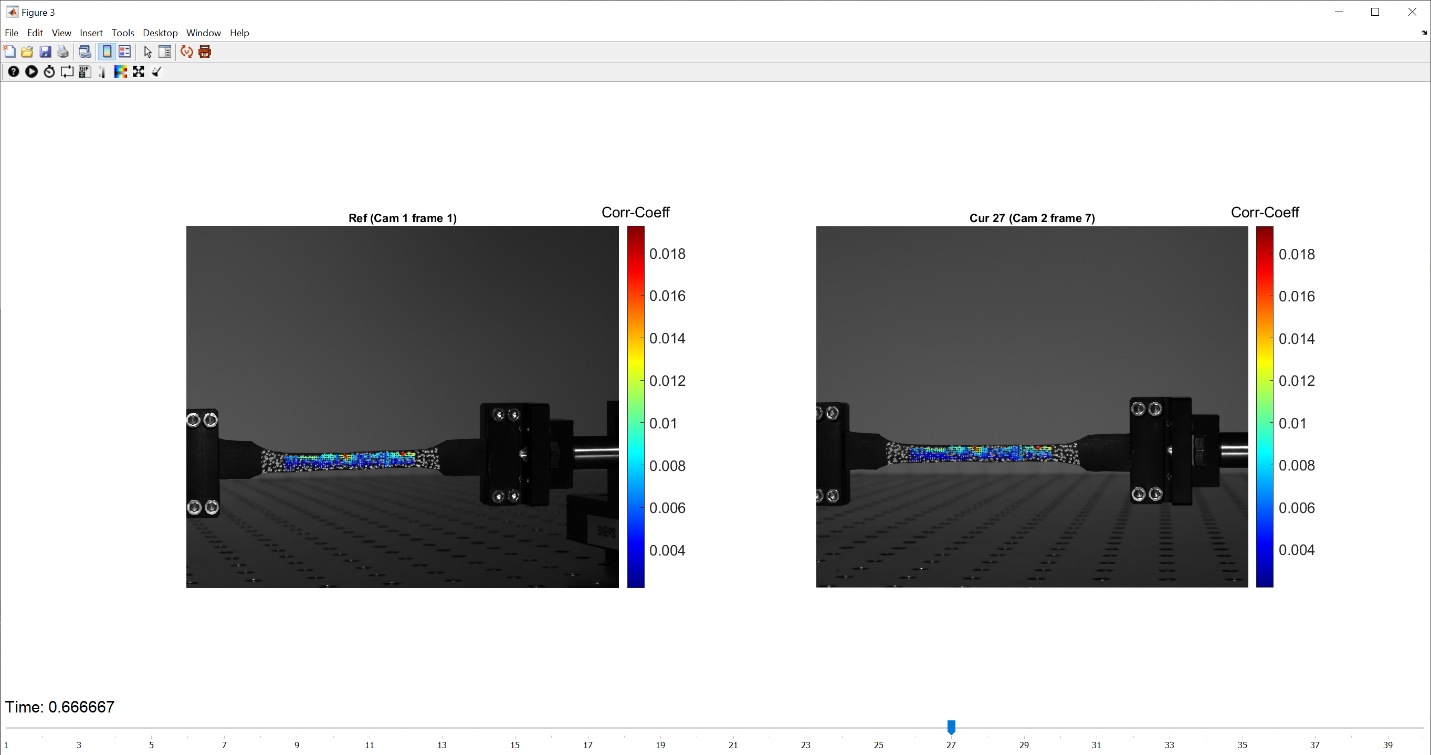 Figure 3
File Edit View Insert Tools Desktop Window Help
Ref (Cam 1 frame 1)
Corr-Coeff
0.018
0.016
0.014
0.012
0.01
0.008
0.006
0.004
Cur 27 (Cam 2 frame 7)
Corr-Coeff
0.018
0.016
0.014
0.012
0.01
0.008
0.006
0.004
Time: 0.666667
1 3 5 7 9 11 13 15 17 19 21 23 25 27 29 31 33 35 37 39